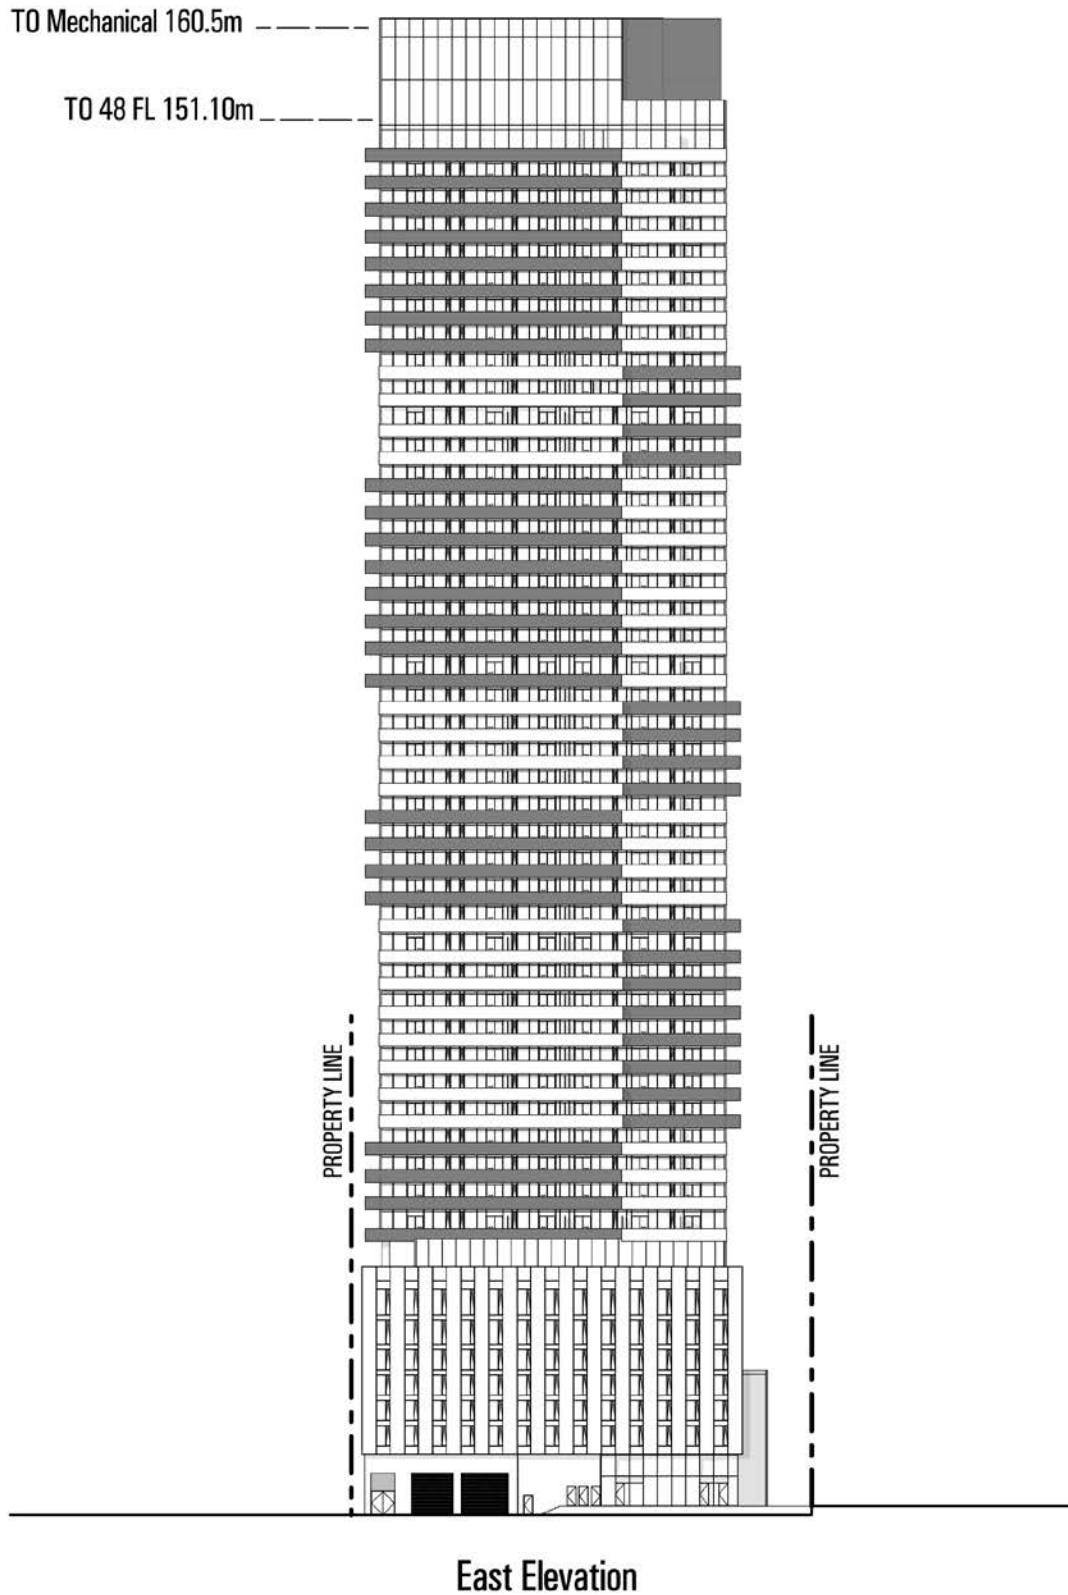 TO Mechanical 160.5m
TO 48 FL 151.10m
PROPERTY LINE
PROPERTY LINE
East Elevation